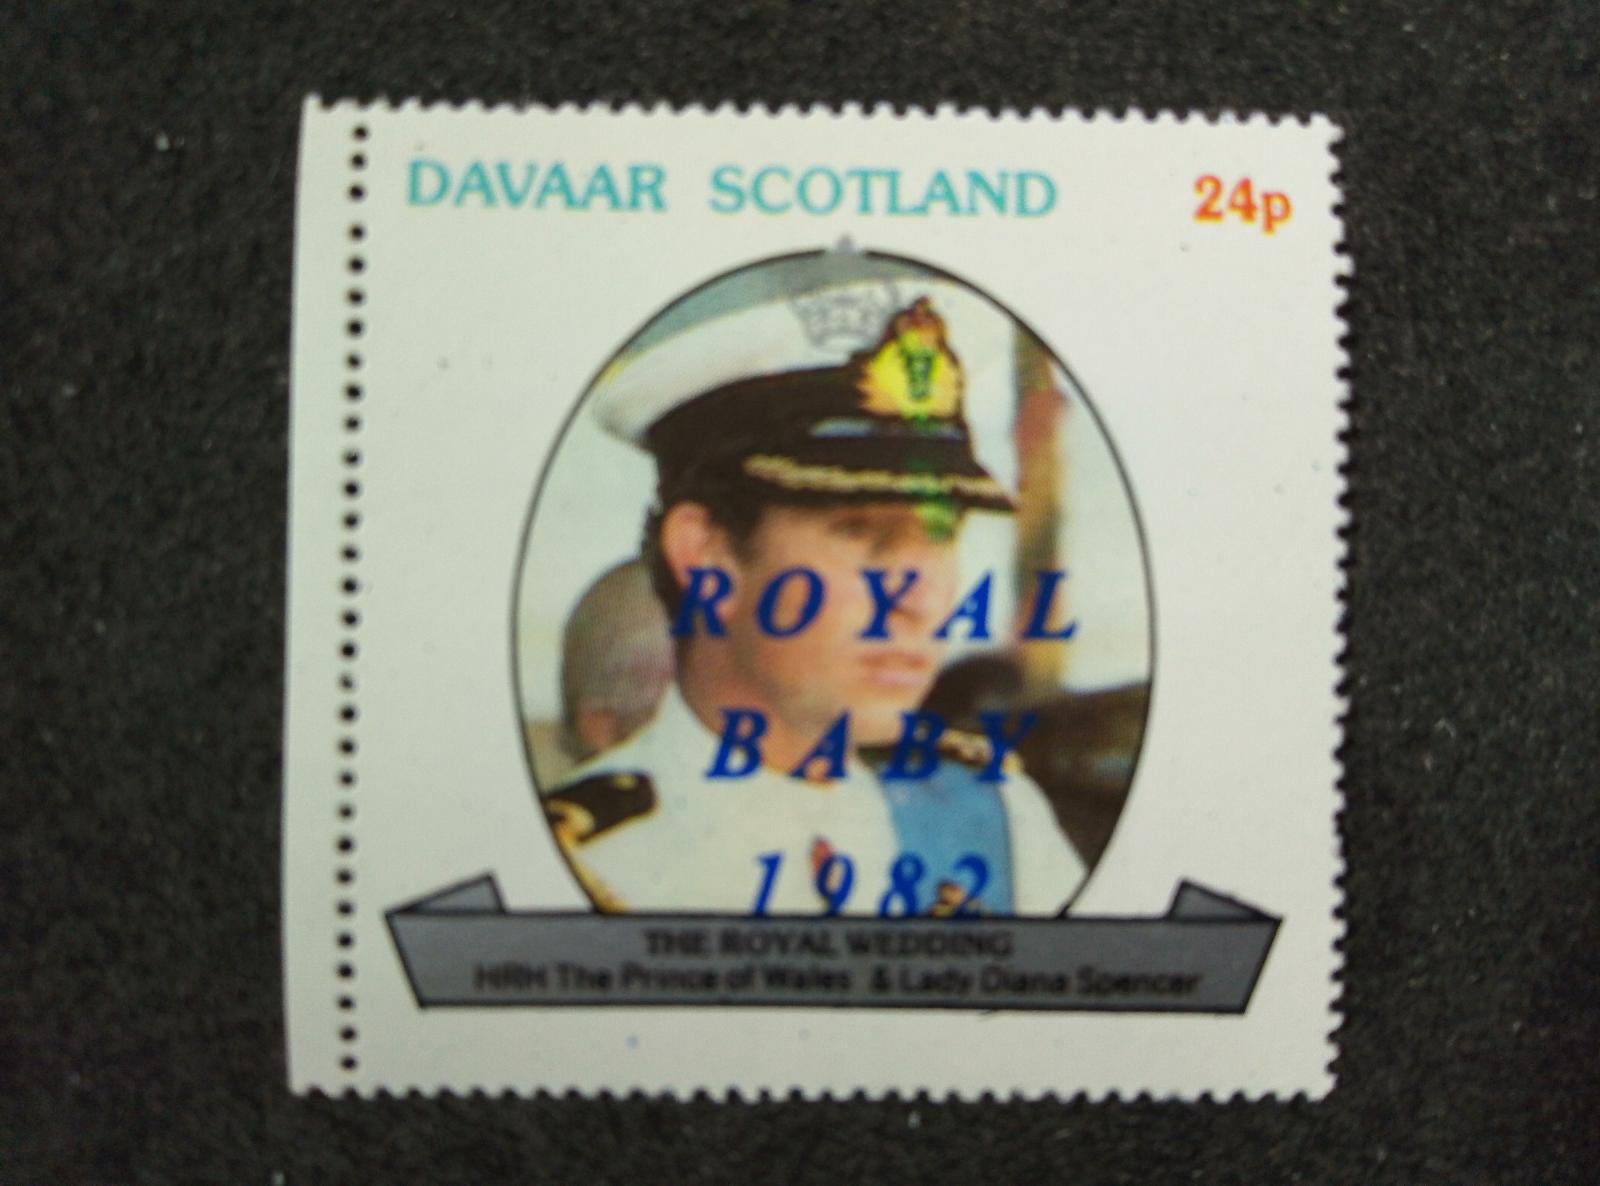 DAVAAR SCOTLAND 24p
ROYAL
BABY
1982
THE ROYAL WEDDING
HRH The Prince of Wales & Lady Diana Spencer